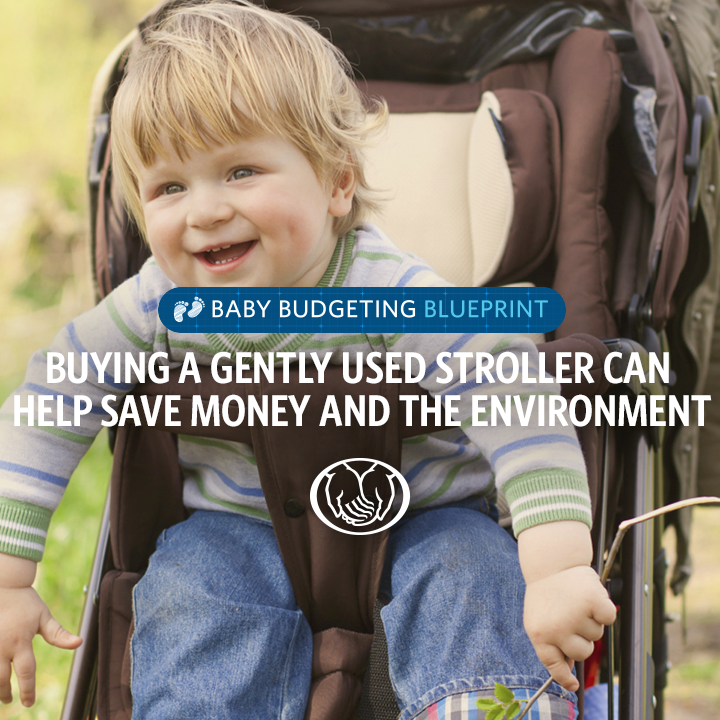 BABY BUDGETING BLUEPRINT
BUYING A GENTLY USED STROLLER CAN
HELP SAVE MONEY AND THE ENVIRONMENT